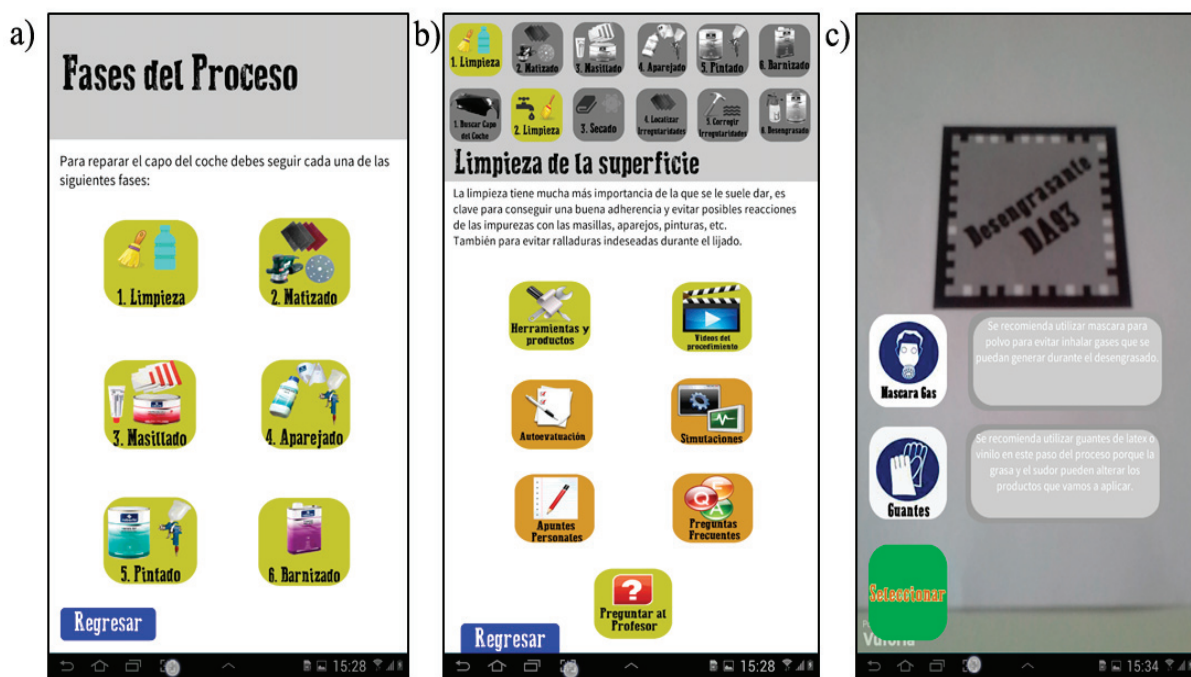 a)
Fases del Proceso
Para reparar el capo del coche debes seguir cada una de las
siguientes fases:
1. Limpieza
2. Matizado
3. Masillado
4. Aparejado
5. Pintado
6. Barnizado
Regresar
15:28
b)
1. Limpieza
2. Matizado
3. Masillado
4. Aparejado
5. Pintado
6. Barnizado
1. Buscar Capo
del Coche
2. Limpieza
3. Secado
4. Localizar
Irregularidades
5. Corregir
Irregularidades
6. Desengrasado
Limpieza de la superficie
La limpieza tiene mucha más importancia de la que se le suele dar, es
clave para conseguir una buena adherencia y evitar posibles reacciones
de las impurezas con las masillas, aparejos, pinturas, etc.
También para evitar ralladuras indeseadas durante el lijado.
Herramientas y
productos
Videos del
procedimiento
Autoevaluación
Simulaciones
Apuntes
Personales
Q
A
Preguntas
Frecuentes
?
Preguntar al
Profesor
Regresar
15:28
c)
Desengrasante
DA93
Mascara Gas
Se recomienda utilizar mascara para
polvo para evitar inhalar gases que se
puedan generar durante el desengrasado.
Guantes
Se recomienda utilizar guantes de latex o
vinilo en este paso del proceso porque la
grasa y el sudor pueden alterar los
productos que vamos a aplicar.
Seleccionar
Vuforia
15:34